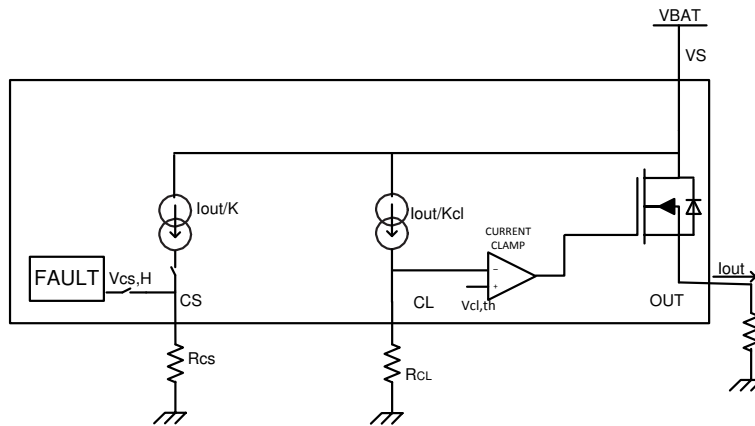 VBAT
VS
Iout/K
Iout/Kcl
CURRENT
CLAMP
FAULT
Vcs,H
−
+
Vcl,th
Iout
CS
CL
OUT
Rcs
RCL